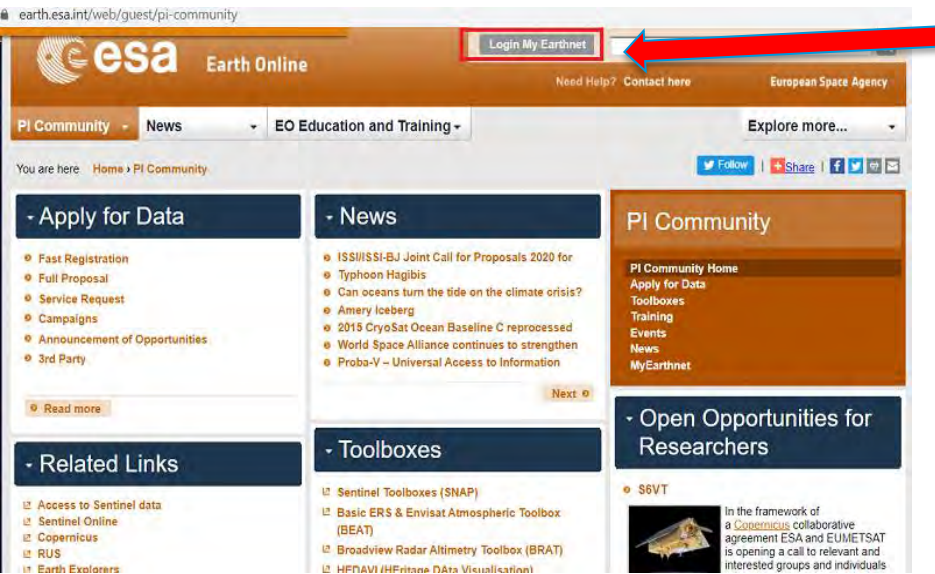 earth.esa.int/web/guest/pi-community
esa Earth Online
Login My Earthnet
Need Help? Contact here
European Space Agency
PI Community
News
EO Education and Training
Explore more...
You are here Home › PI Community
Follow | Share |
Apply for Data
Fast Registration
Full Proposal
Service Request
Campaigns
Announcement of Opportunities
3rd Party
Read more
Related Links
Access to Sentinel data
Sentinel Online
Copernicus
RUS
Earth Explorers
News
ISSI/ISSI-BJ Joint Call for Proposals 2020 for
Typhoon Hagibis
Can oceans turn the tide on the climate crisis?
Amery Iceberg
2015 CryoSat Ocean Baseline C reprocessed
World Space Alliance continues to strengthen
Proba-V – Universal Access to Information
Next
Toolboxes
Sentinel Toolboxes (SNAP)
Basic ERS & Envisat Atmospheric Toolbox
(BEAT)
Broadview Radar Altimetry Toolbox (BRAT)
HEDAVI (HEritage DAta Visualisation)
PI Community
PI Community Home
Apply for Data
Toolboxes
Training
Events
News
MyEarthnet
Open Opportunities for
Researchers
S6VT
In the framework of
a Copernicus collaborative
agreement ESA and EUMETSAT
is opening a call to relevant and
interested groups and individuals